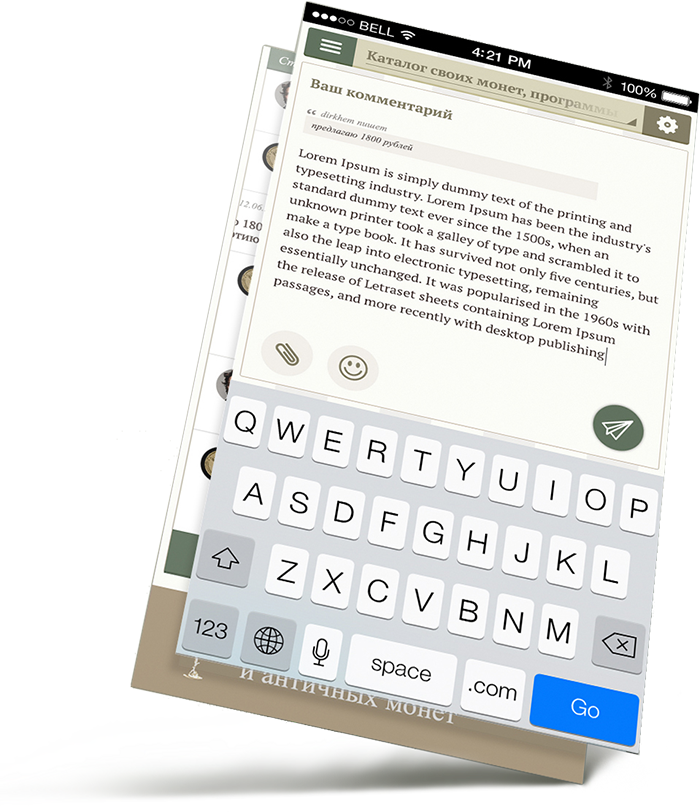 BELL
4:21 PM
100%
Каталог своих монет, программы
Ваш комментарий
“ dirkhem пишет
предлагаю 1800 рублей
Lorem Ipsum is simply dummy text of the printing and
typesetting industry. Lorem Ipsum has been the industry's
standard dummy text ever since the 1500s, when an
unknown printer took a galley of type and scrambled it to
make a type book. It has survived not only five centuries, but
also the leap into electronic typesetting, remaining
essentially unchanged. It was popularised in the 1960s with
the release of Letraset sheets containing Lorem Ipsum
passages, and more recently with desktop publishing
Q W E R T Y U I O P
A S D F G H J K L
Z X C V B N M
123 space .com Go
12.06.
180
и античных монет